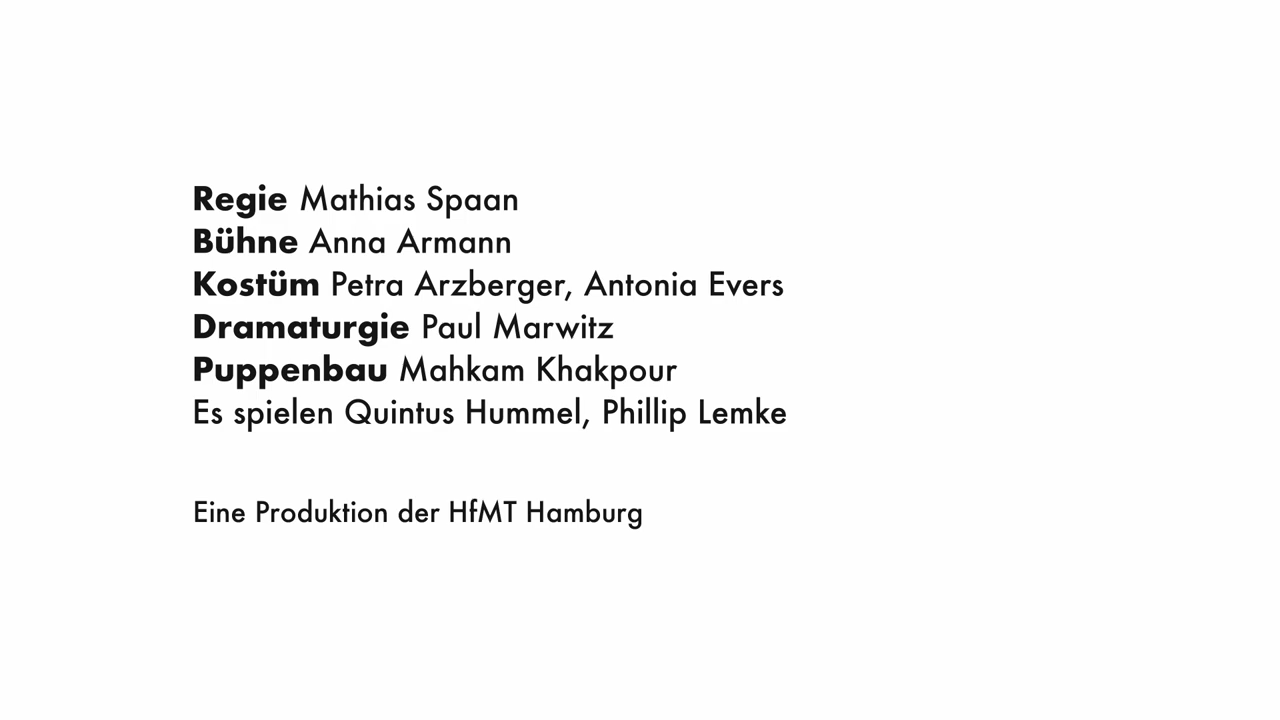 Regie Mathias Spaan
Bühne Anna Armann
Kostüm Petra Arzberger, Antonia Evers
Dramaturgie Paul Marwitz
Puppenbau Mahkam Khakpour
Es spielen Quintus Hummel, Phillip Lemke
Eine Produktion der HfMT Hamburg